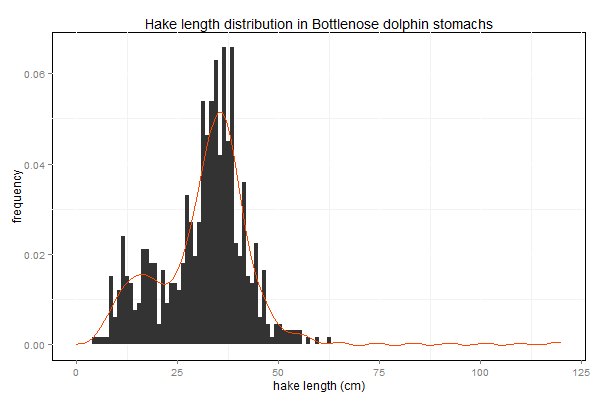 Hake length distribution in Bottlenose dolphin stomachs
frequency
0.06
0.04
0.02
0.00
0 25 50 75 100 125
hake length (cm)